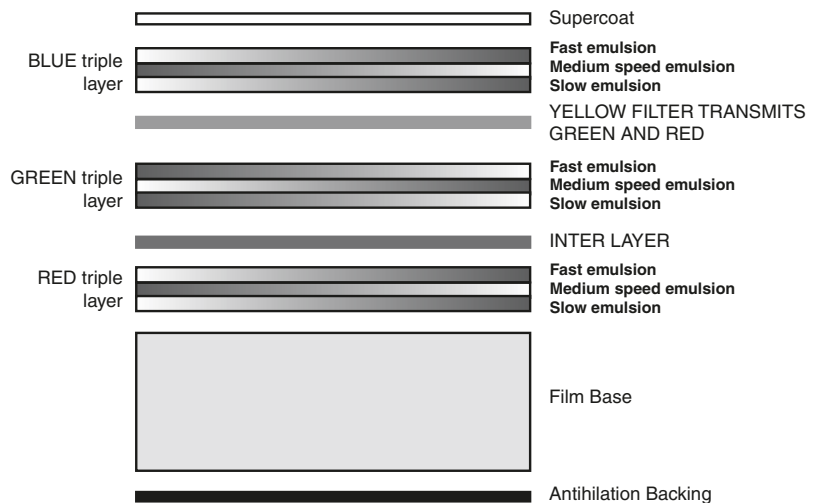 Supercoat
BLUE triple
layer
Fast emulsion
Medium speed emulsion
Slow emulsion
YELLOW FILTER TRANSMITS
GREEN AND RED
GREEN triple
layer
Fast emulsion
Medium speed emulsion
Slow emulsion
INTER LAYER
RED triple
layer
Fast emulsion
Medium speed emulsion
Slow emulsion
Film Base
Antihilation Backing